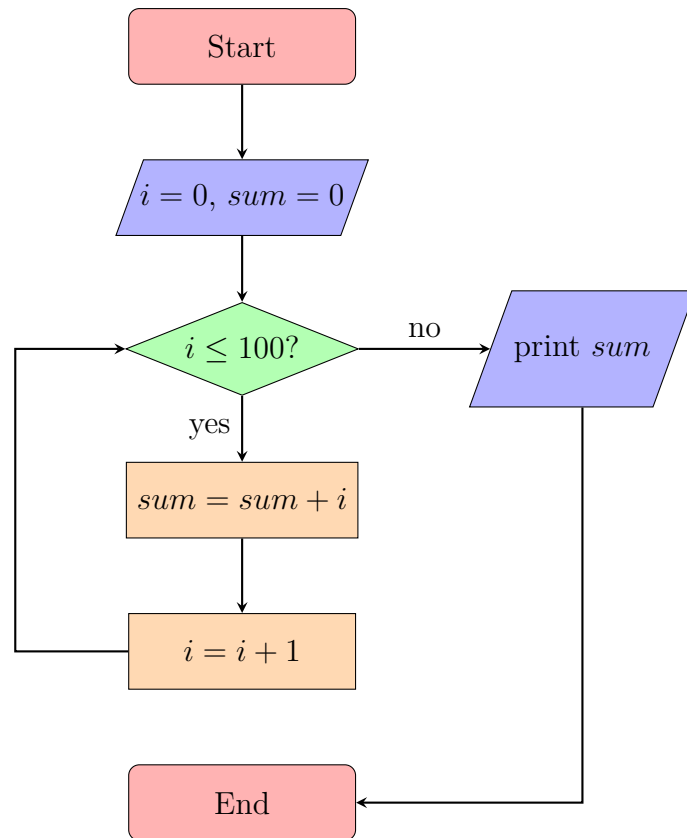 Start
i = 0, sum = 0
i ≤ 100?
no
print sum
yes
sum = sum + i
i = i + 1
End